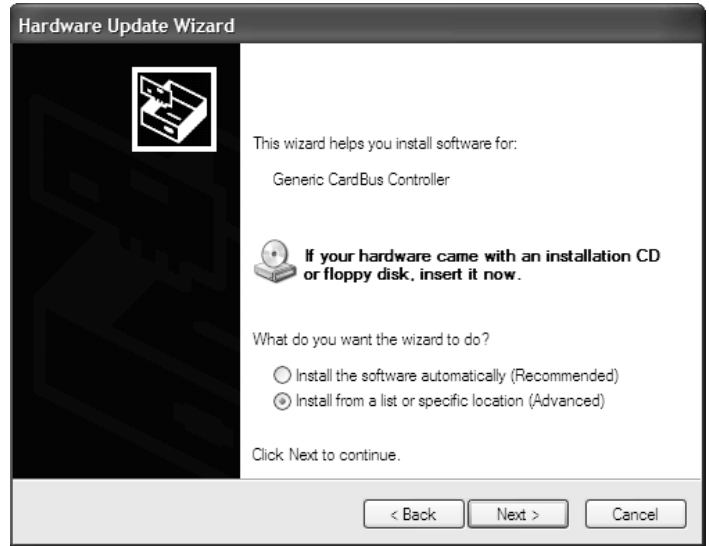 Hardware Update Wizard
This wizard helps you install software for:
Generic CardBus Controller
If your hardware came with an installation CD
or floppy disk, insert it now.
What do you want the wizard to do?
Install the software automatically (Recommended)
Install from a list or specific location (Advanced)
Click Next to continue.
< Back Next > Cancel